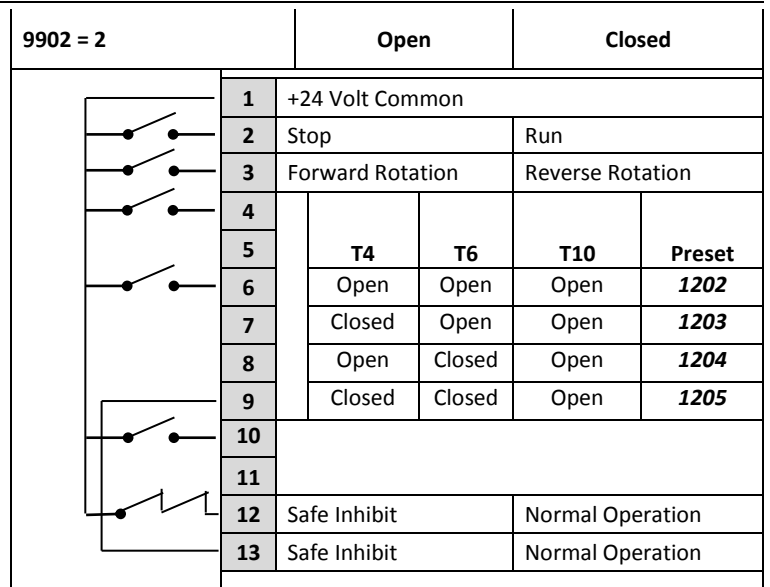 9902 = 2 Open Closed
1 +24 Volt Common
2 Stop Run
3 Forward Rotation Reverse Rotation
4
5 T4 T6 T10 Preset
6 Open Open Open 1202
7 Closed Open Open 1203
8 Open Closed Open 1204
9 Closed Closed Open 1205
10
11
12 Safe Inhibit Normal Operation
13 Safe Inhibit Normal Operation